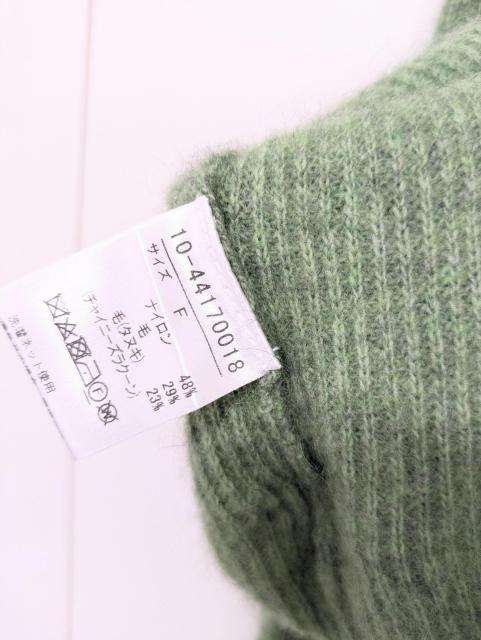 10-44170018
サイズ F
ナイロン 48%
毛 29%
毛(タヌキ) 23%
(チャイニーズラクーン)
洗濯ネット使用